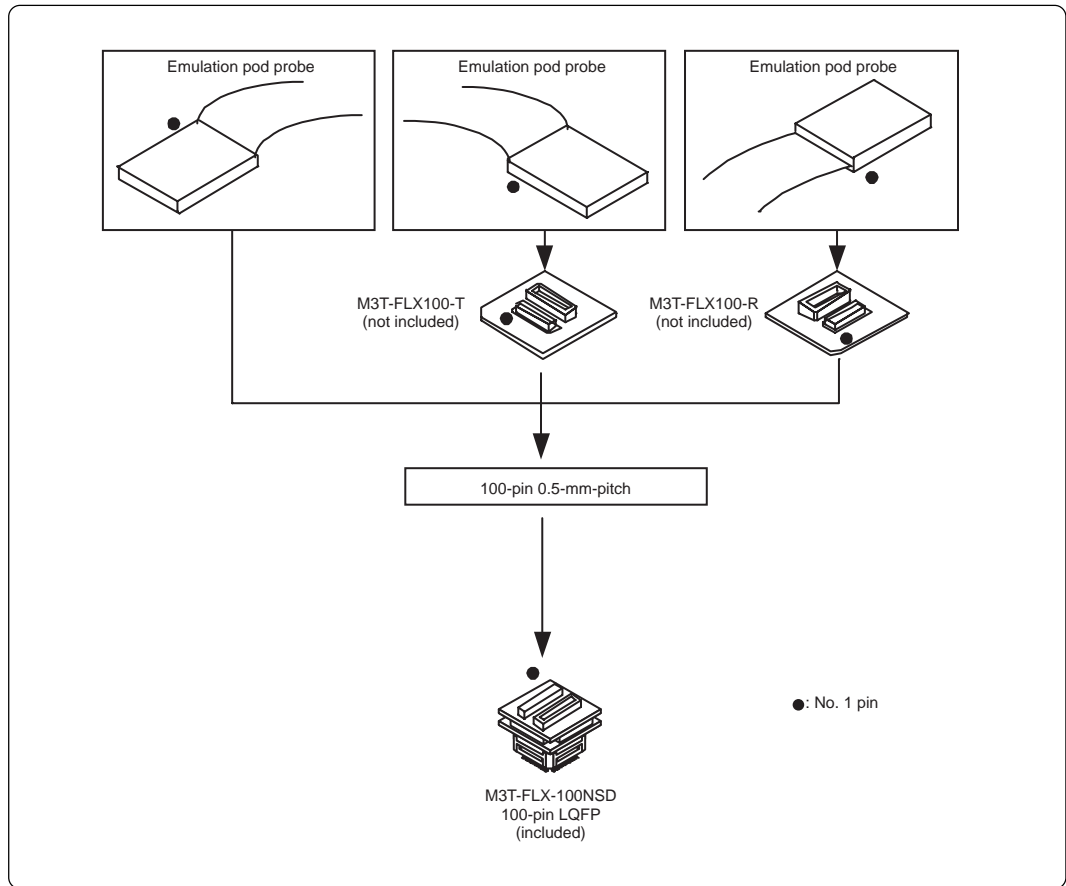 Emulation pod probe
Emulation pod probe
Emulation pod probe
M3T-FLX100-T
(not included)
M3T-FLX100-R
(not included)
100-pin 0.5-mm-pitch
●: No. 1 pin
M3T-FLX-100NSD
100-pin LQFP
(included)